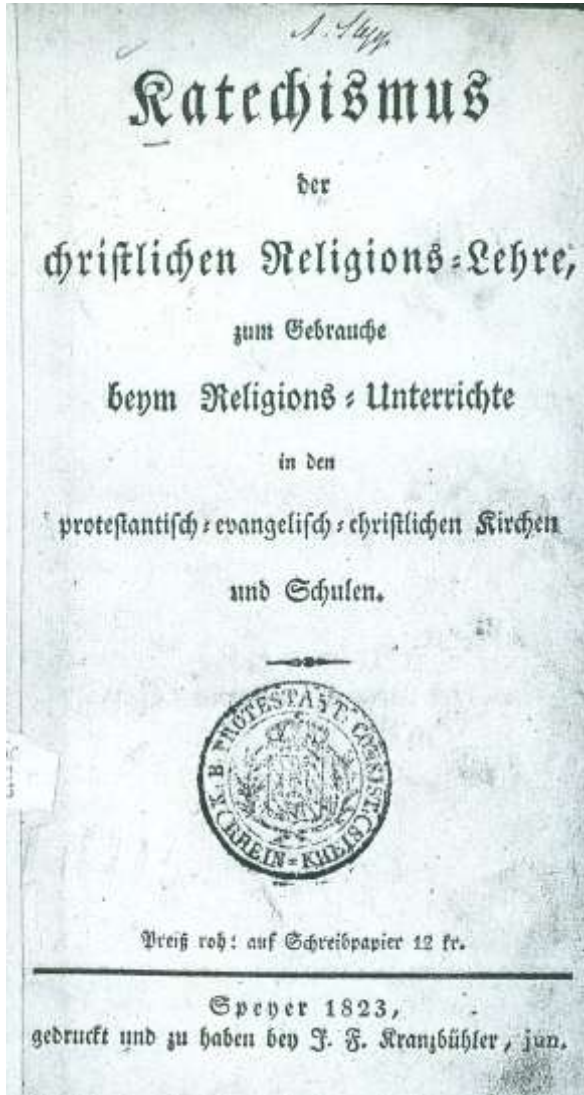 Katechismus
der
christlichen Religions-Lehre,
zum Gebrauche
beym Religions-Unterrichte
in den
protestantisch-evangelisch-christlichen Kirchen
und Schulen.
K. B. PROTESTANT. CONSIST.
RHEIN-KREIS
Preiß roh: auf Schreibpapier 12 kr.
Speyer 1823,
gedruckt und zu haben bey J. F. Kranzbühler, jun.